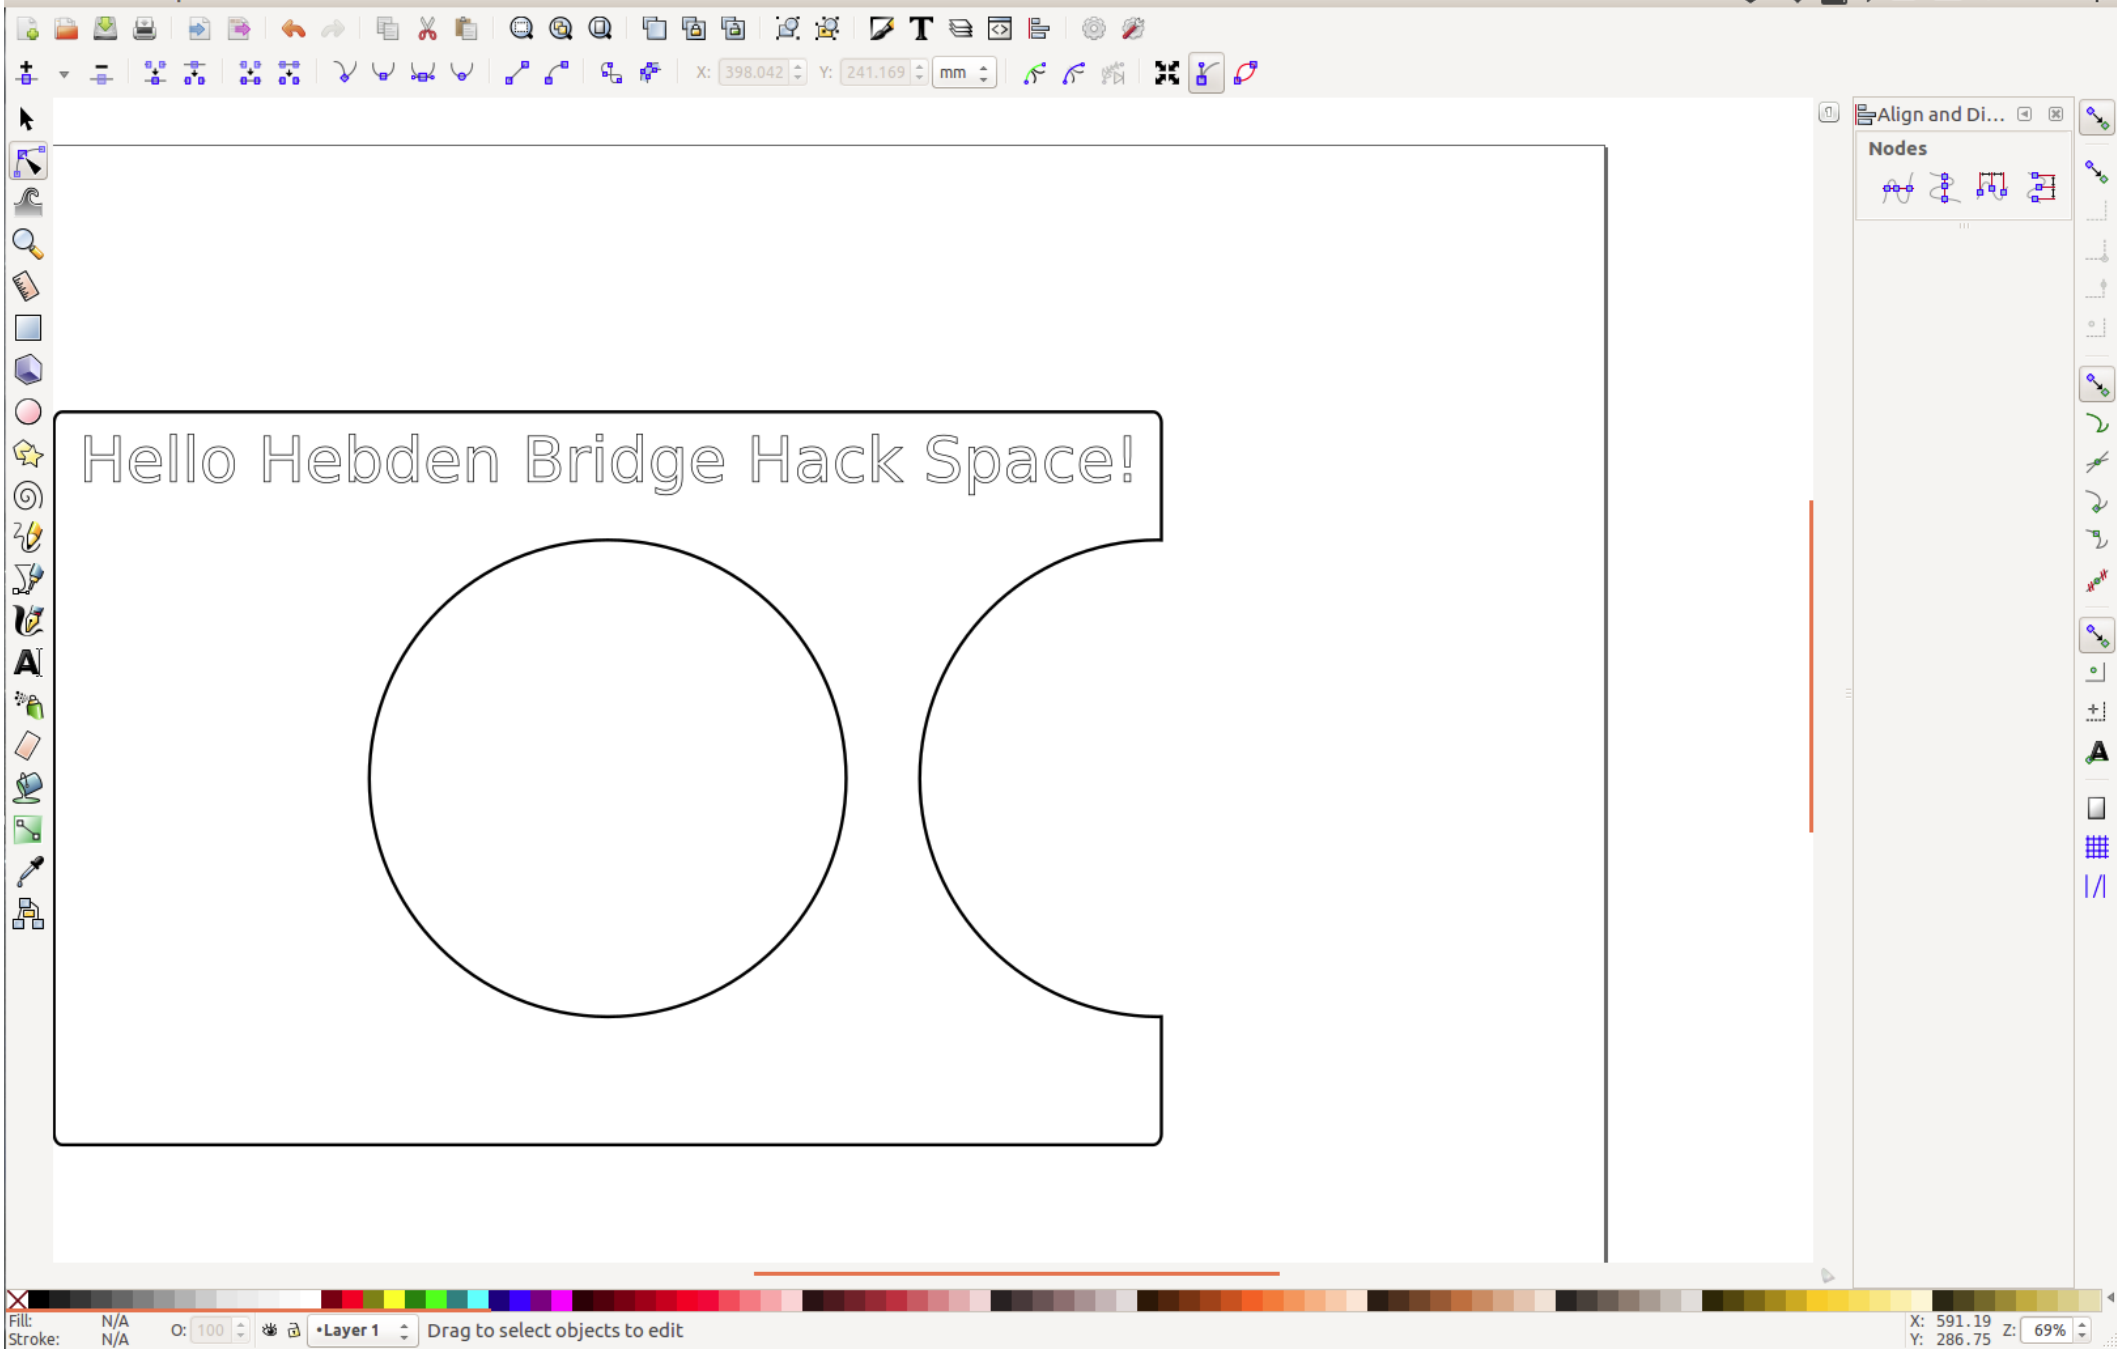 X: 398.042 Y: 241.169 mm
Align and Di...
Nodes
Hello Hebden Bridge Hack Space!
Fill: N/A
Stroke: N/A
O: 100
•Layer 1
Drag to select objects to edit
X: 591.19
Y: 286.75
Z: 69%